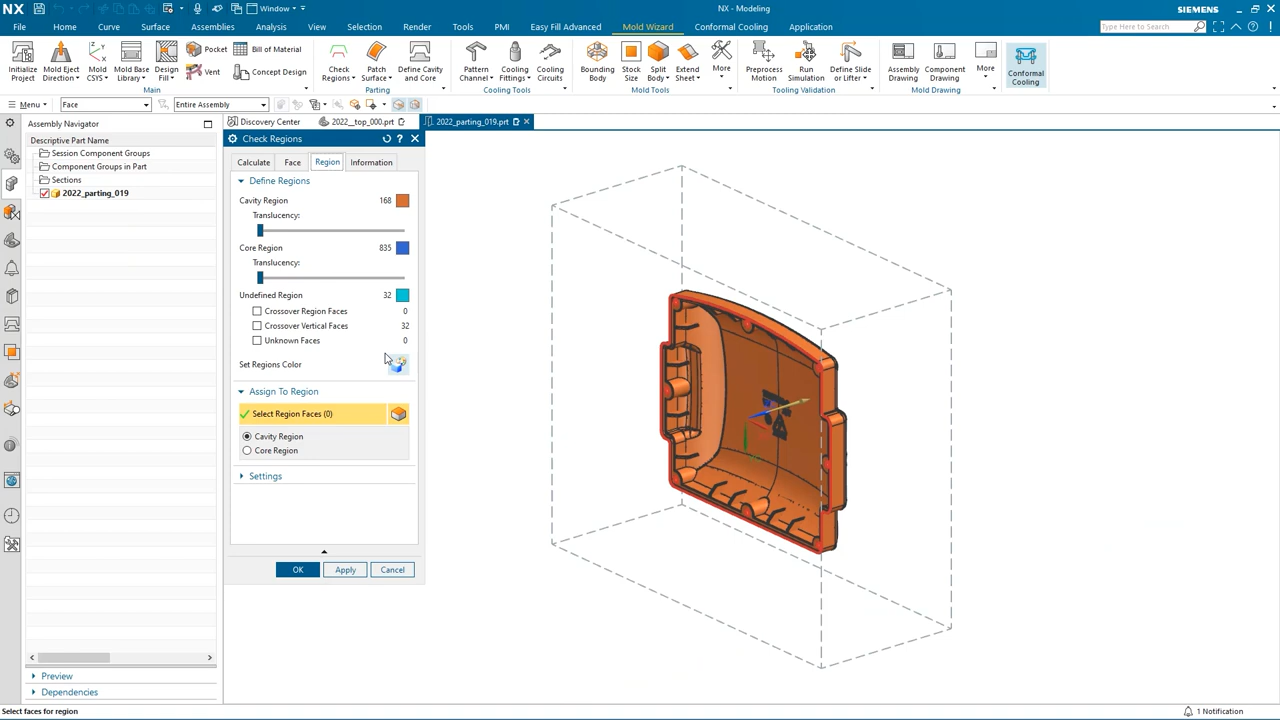 NX
Window
NX - Modeling
SIEMENS
File Home Curve Surface Assemblies Analysis View Selection Render Tools PMI Easy Fill Advanced Mold Wizard Conformal Cooling Application
Type Here to Search
Initialize Project
Mold Eject Direction
Mold CSYS
Mold Base Library
Design Fill
Pocket
Vent
Bill of Material
Concept Design
Check Regions
Patch Surface
Define Cavity and Core
Pattern Channel
Cooling Fittings
Cooling Circuits
Bounding Body
Stock Size
Split Body
Extend Sheet
More
Preprocess Motion
Run Simulation
Define Slide or Lifter
Assembly Drawing
Component Drawing
More
Conformal Cooling
Main Parting Cooling Tools Mold Tools Tooling Validation Mold Drawing
Menu Face Entire Assembly
Assembly Navigator
Discovery Center 2022__top_000.prt 2022_parting_019.prt
Descriptive Part Name
Session Component Groups
Component Groups in Part
Sections
2022_parting_019
Check Regions
Calculate Face Region Information
Define Regions
Cavity Region 168
Translucency:
Core Region 835
Translucency:
Undefined Region 32
Crossover Region Faces 0
Crossover Vertical Faces 32
Unknown Faces 0
Set Regions Color
Assign To Region
Select Region Faces (0)
Cavity Region
Core Region
Settings
OK Apply Cancel
Preview
Dependencies
Select faces for region
1 Notification